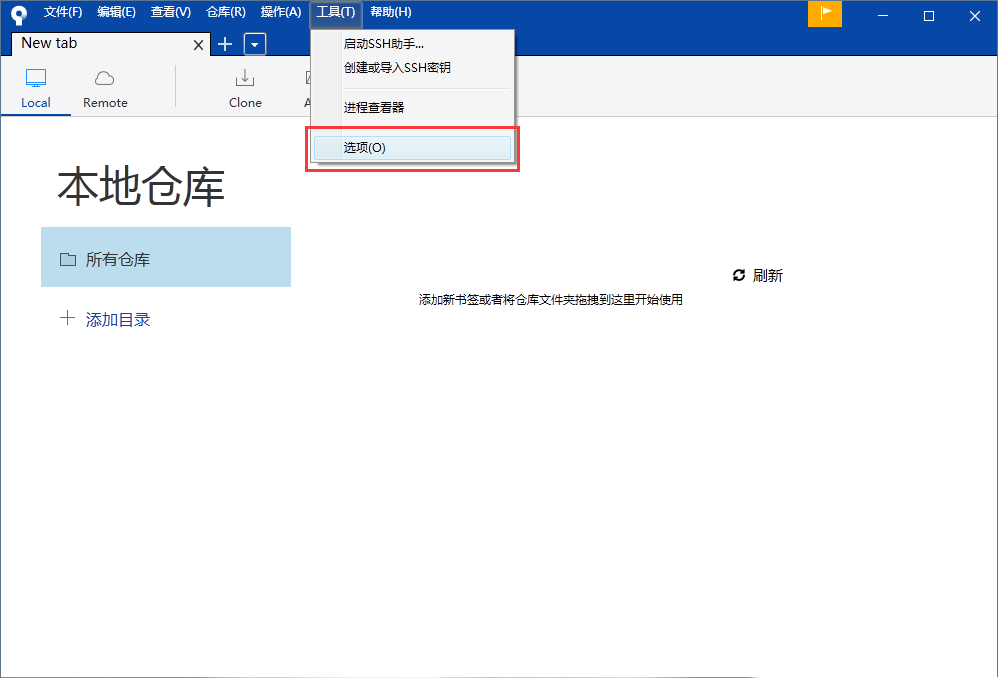 文件(F) 编辑(E) 查看(V) 仓库(R) 操作(A) 工具(T) 帮助(H)
New tab
启动SSH助手...
创建或导入SSH密钥
进程查看器
选项(O)
Local Remote Clone
本地仓库
所有仓库
添加目录
刷新
添加新书签或者将仓库文件夹拖拽到这里开始使用